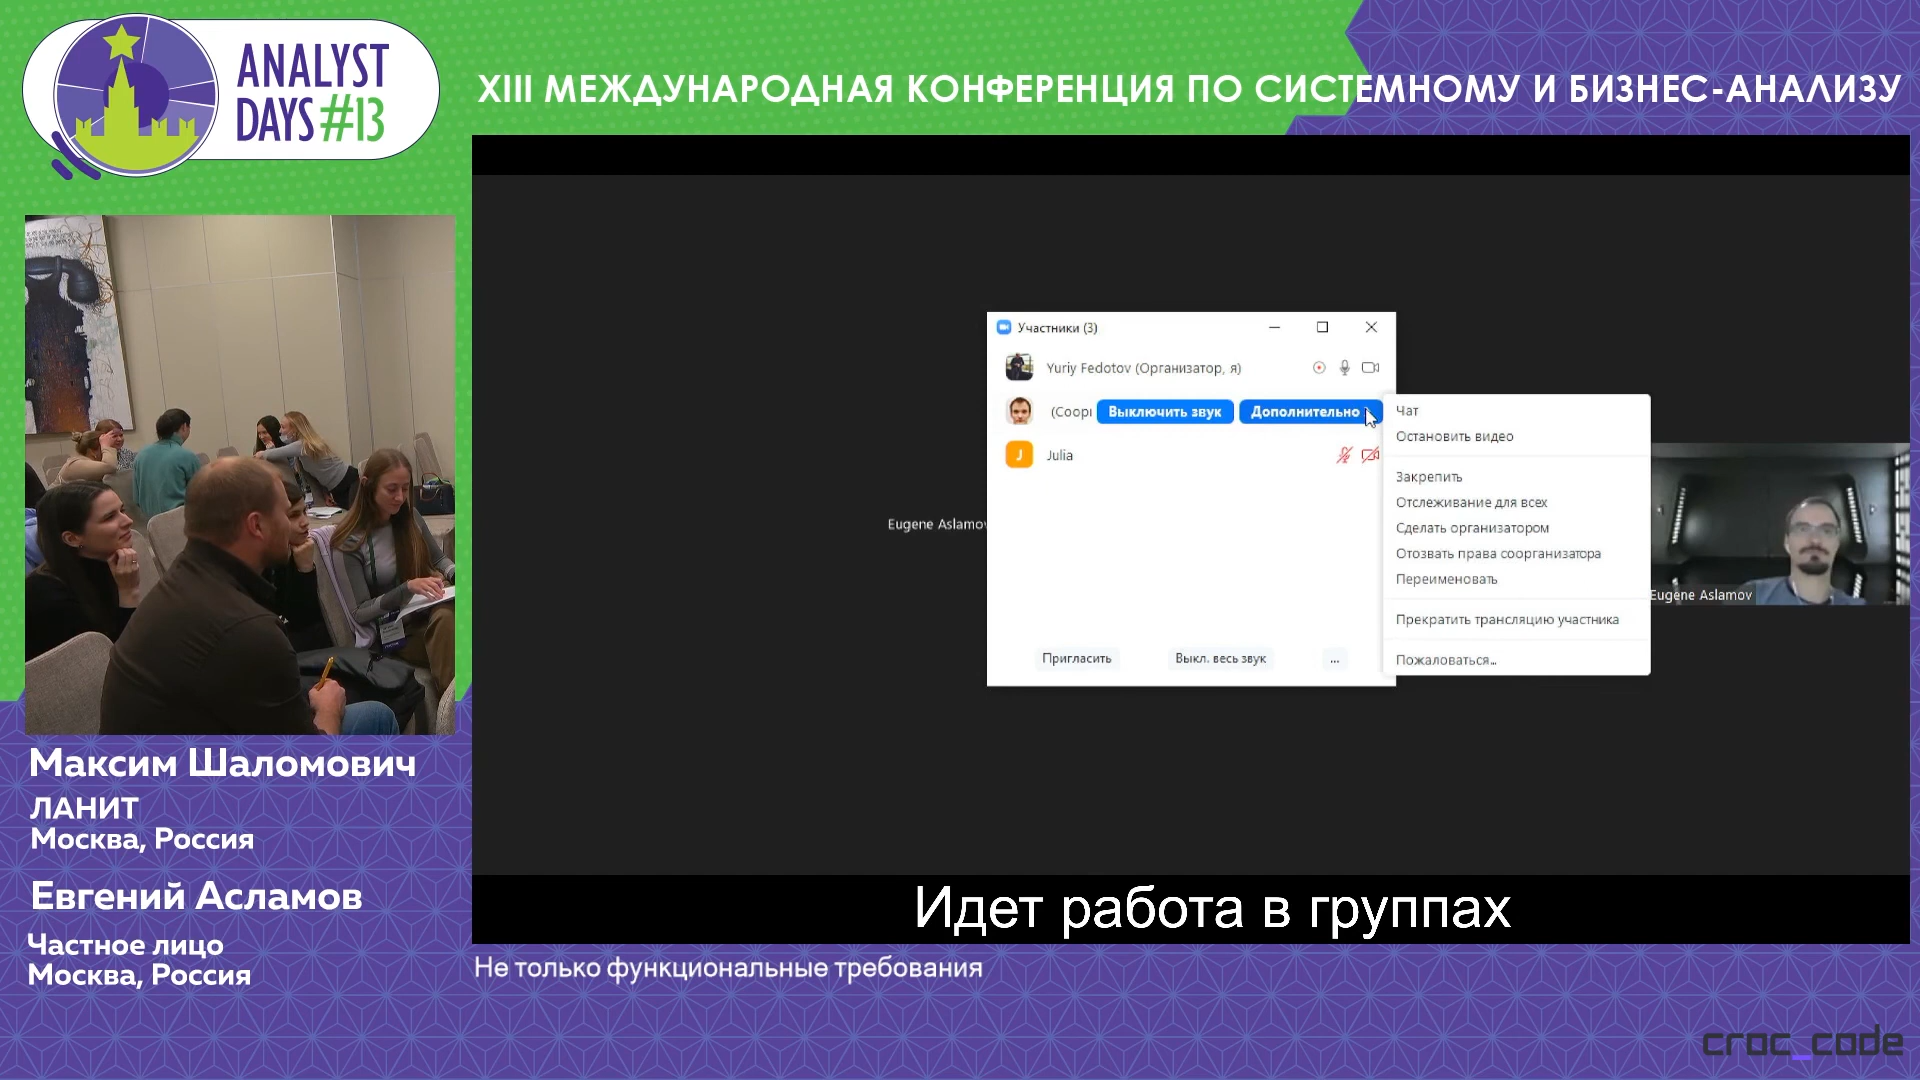 ANALYST
DAYS #13
XIII МЕЖДУНАРОДНАЯ КОНФЕРЕНЦИЯ ПО СИСТЕМНОМУ И БИЗНЕС-АНАЛИЗУ
Участники (3)
Yuriy Fedotov (Организатор, я)
(Соорг Выключить звук Дополнительно
Julia
Пригласить Выкл. весь звук ...
Чат
Остановить видео
Закрепить
Отслеживание для всех
Сделать организатором
Отозвать права соорганизатора
Переименовать
Прекратить трансляцию участника
Пожаловаться...
Eugene Aslamov
Eugene Aslamov
Идет работа в группах
Не только функциональные требования
Максим Шаломович
ЛАНИТ
Москва, Россия
Евгений Асламов
Частное лицо
Москва, Россия
croc_code